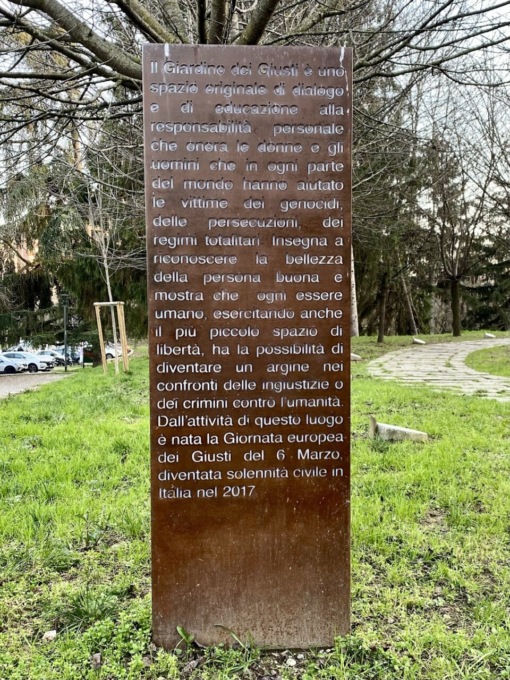 Il Giardino dei Giusti è uno
spazio originale di dialogo
e di educazione alla
responsabilità personale
che onora le donne e gli
uomini che in ogni parte
del mondo hanno aiutato
le vittime dei genocidi,
delle persecuzioni, dei
regimi totalitari. Insegna a
riconoscere la bellezza
della persona buona e
mostra che ogni essere
umano, esercitando anche
il più piccolo spazio di
libertà, ha la possibilità di
diventare un argine nei
confronti delle ingiustizie o
dei crimini contro l'umanità.
Dall'attività di questo luogo
è nata la Giornata europea
dei Giusti del 6 Marzo,
diventata solennità civile in
Italia nel 2017